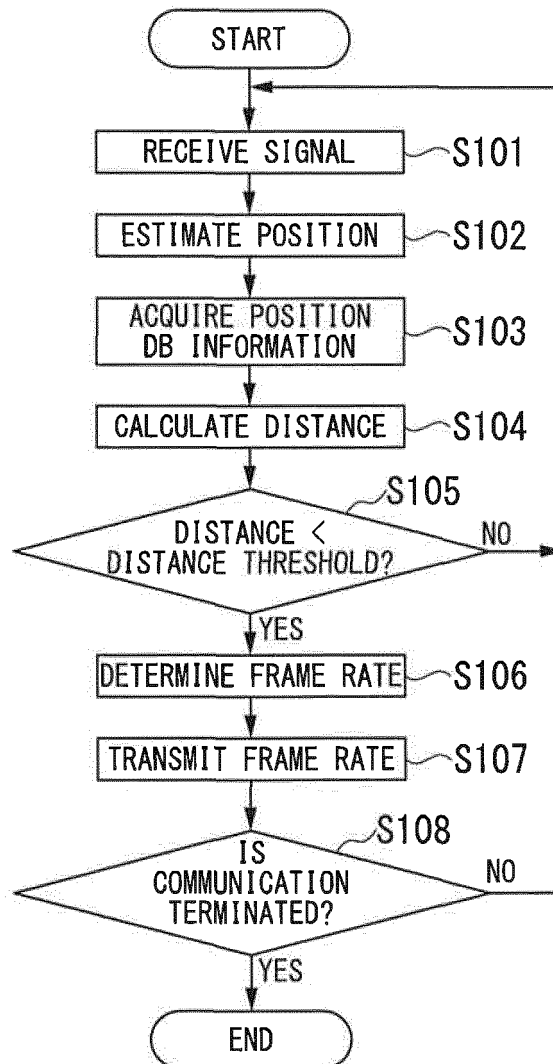 START
RECEIVE SIGNAL
S101
ESTIMATE POSITION
S102
ACQUIRE POSITION
DB INFORMATION
S103
CALCULATE DISTANCE
S104
S105
DISTANCE <
DISTANCE THRESHOLD?
NO
YES
DETERMINE FRAME RATE
S106
TRANSMIT FRAME RATE
S107
S108
IS
COMMUNICATION
TERMINATED?
NO
YES
END